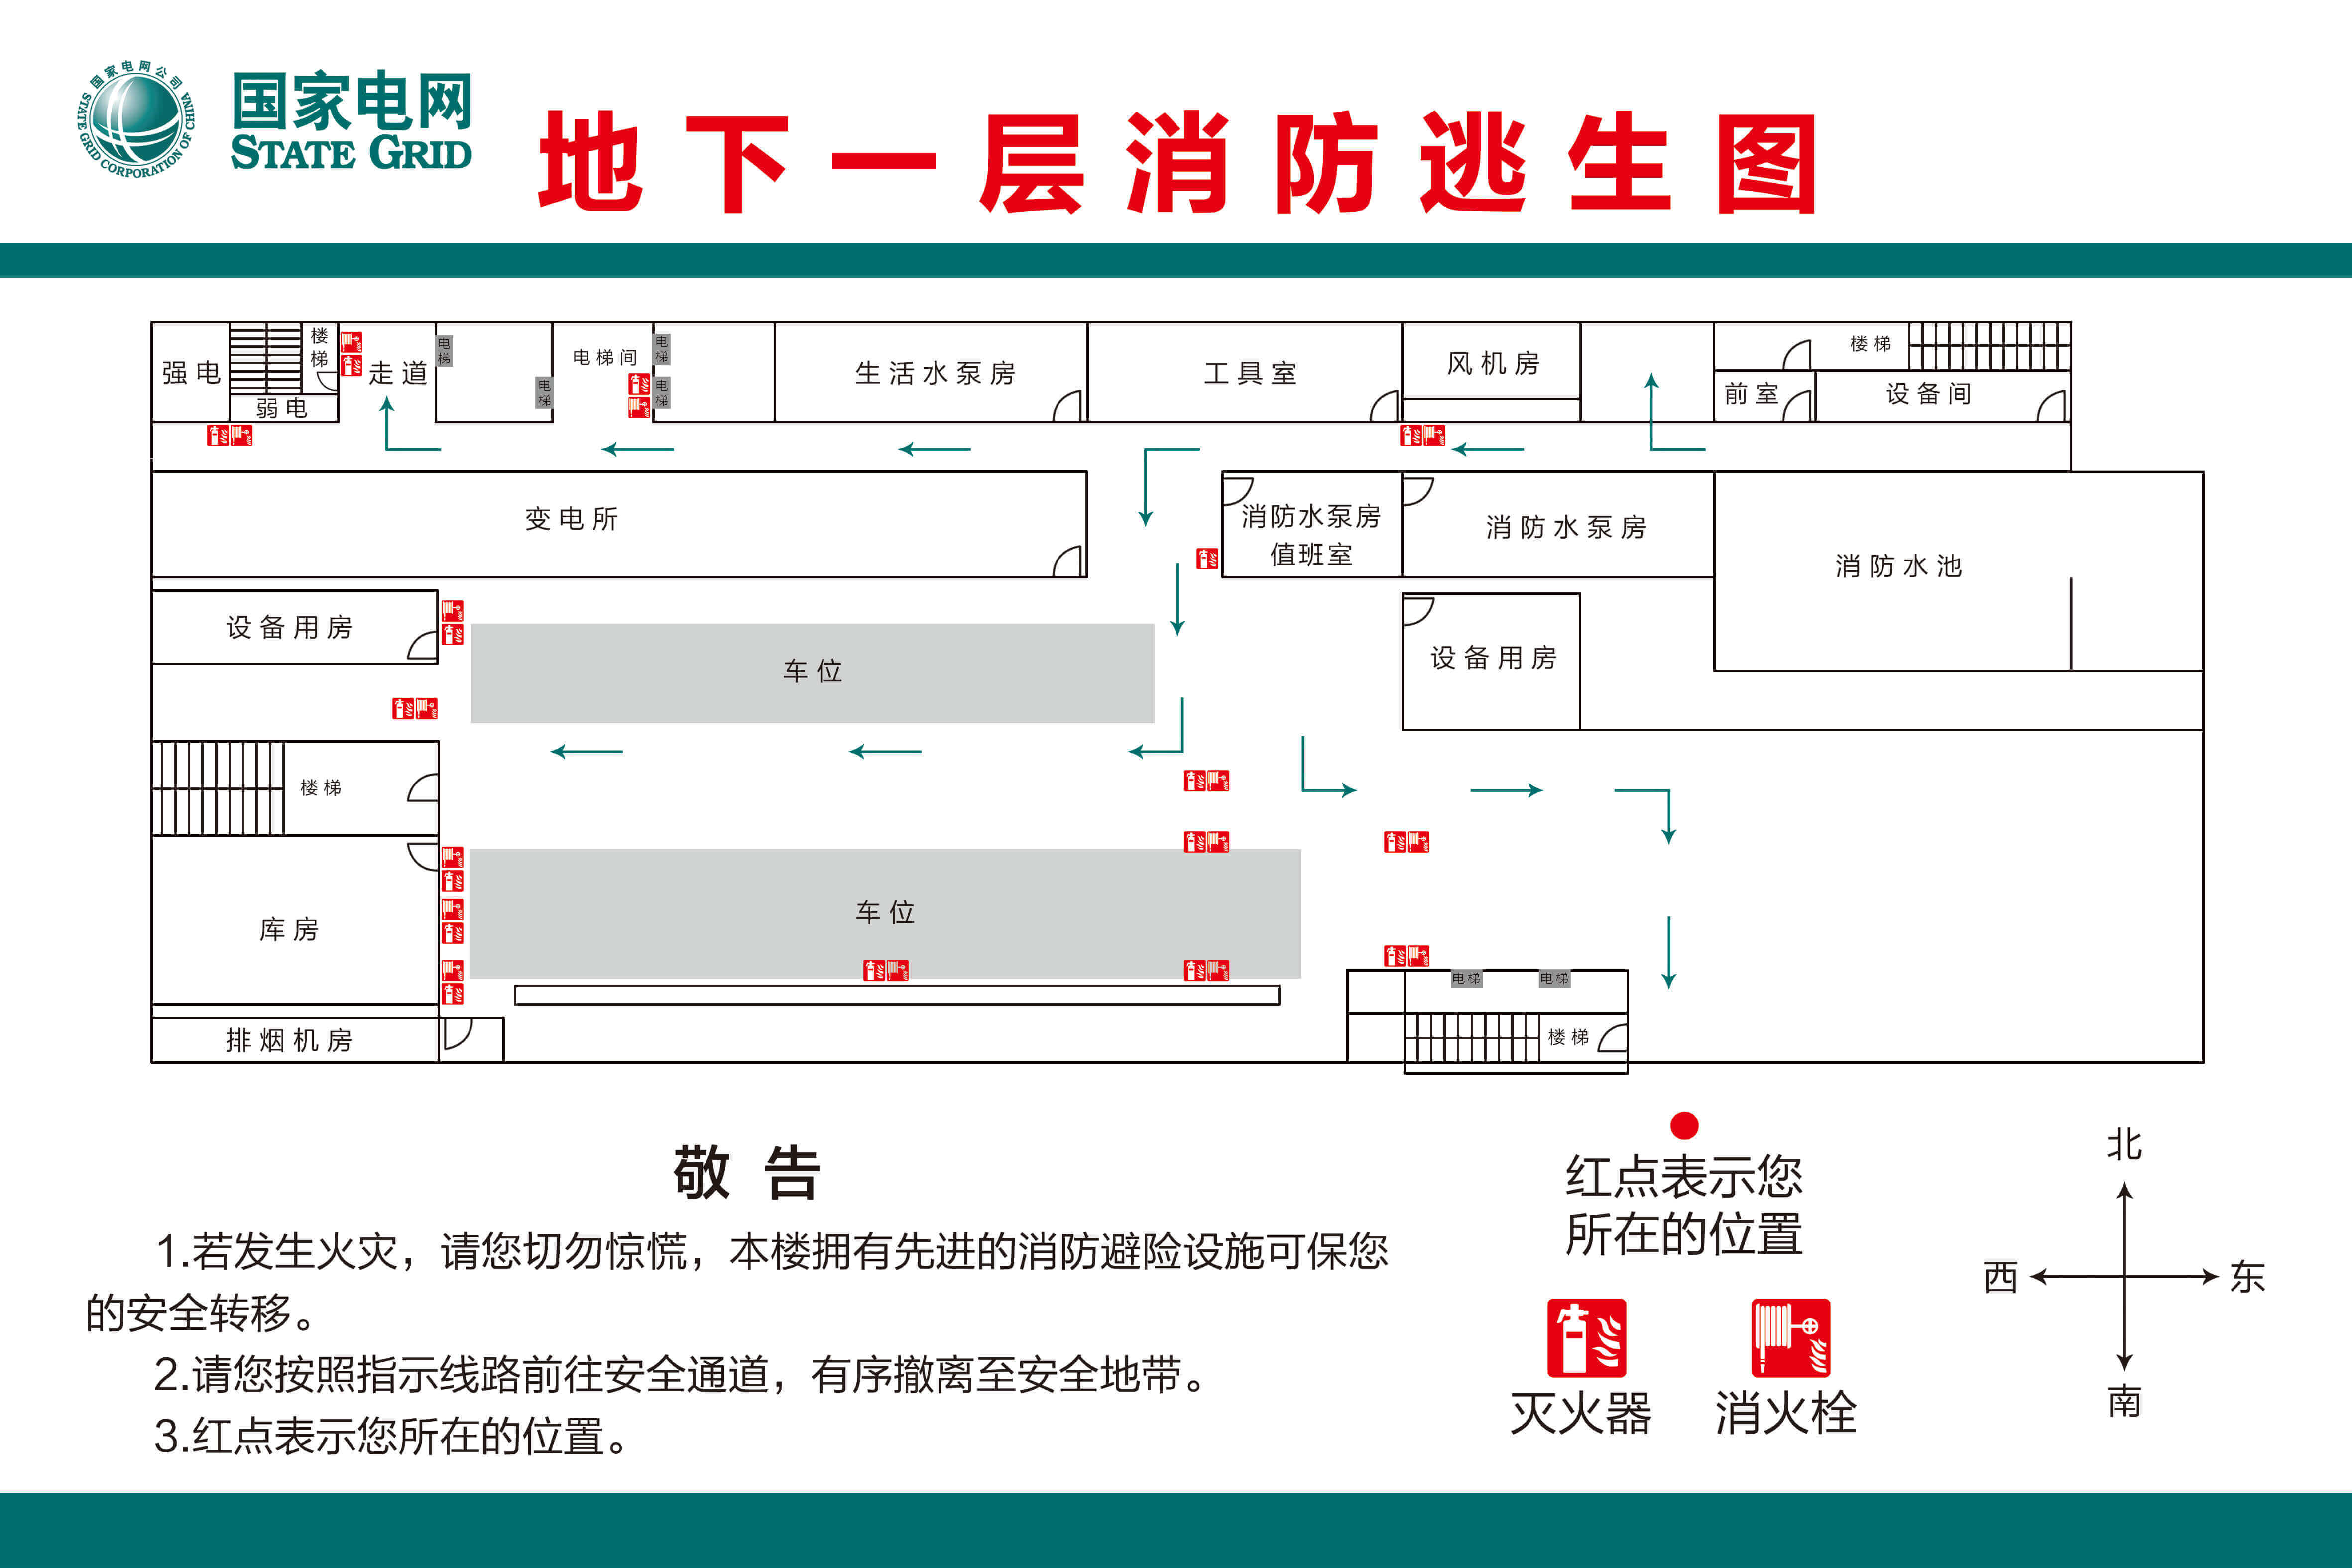 国家电网公司
STATE GRID CORPORATION OF CHINA
国家电网
STATE GRID
地下一层消防逃生图
强电
楼梯
弱电
走道
电梯
电梯
电梯间
电梯
电梯
生活水泵房
工具室
风机房
楼梯
前室
设备间
变电所
消防水泵房
值班室
消防水泵房
消防水池
设备用房
车位
设备用房
楼梯
库房
车位
电梯
电梯
楼梯
排烟机房
敬告
1.若发生火灾，请您切勿惊慌，本楼拥有先进的消防避险设施可保您
的安全转移。
2.请您按照指示线路前往安全通道，有序撤离至安全地带。
3.红点表示您所在的位置。
红点表示您
所在的位置
灭火器
消火栓
北
西
东
南